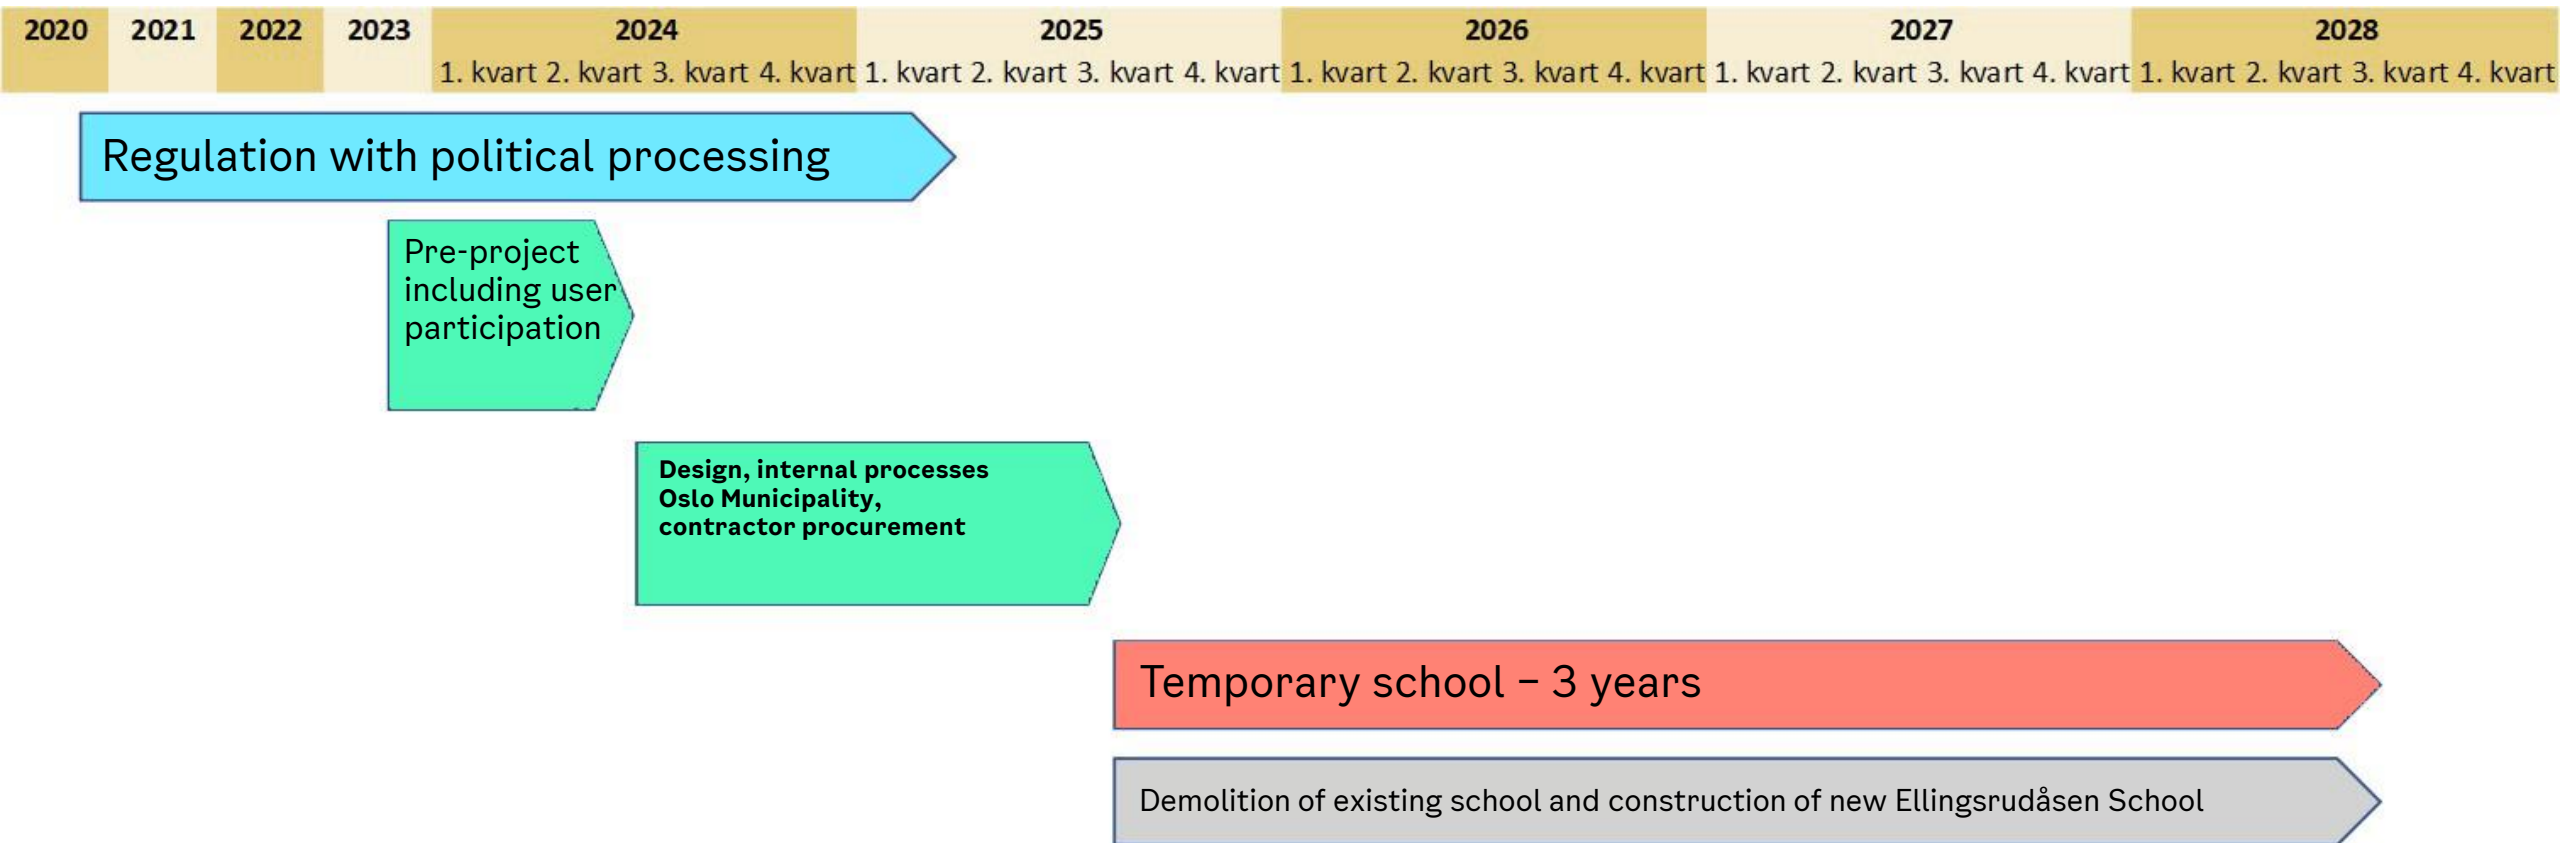 2020 2021 2022 2023 2024 2025 2026 2027 2028
1. kvart 2. kvart 3. kvart 4. kvart 1. kvart 2. kvart 3. kvart 4. kvart 1. kvart 2. kvart 3. kvart 4. kvart 1. kvart 2. kvart 3. kvart 4. kvart 1. kvart 2. kvart 3. kvart 4. kvart
Regulation with political processing
Pre-project
including user
participation
Design, internal processes
Oslo Municipality,
contractor procurement
Temporary school – 3 years
Demolition of existing school and construction of new Ellingsrudåsen School